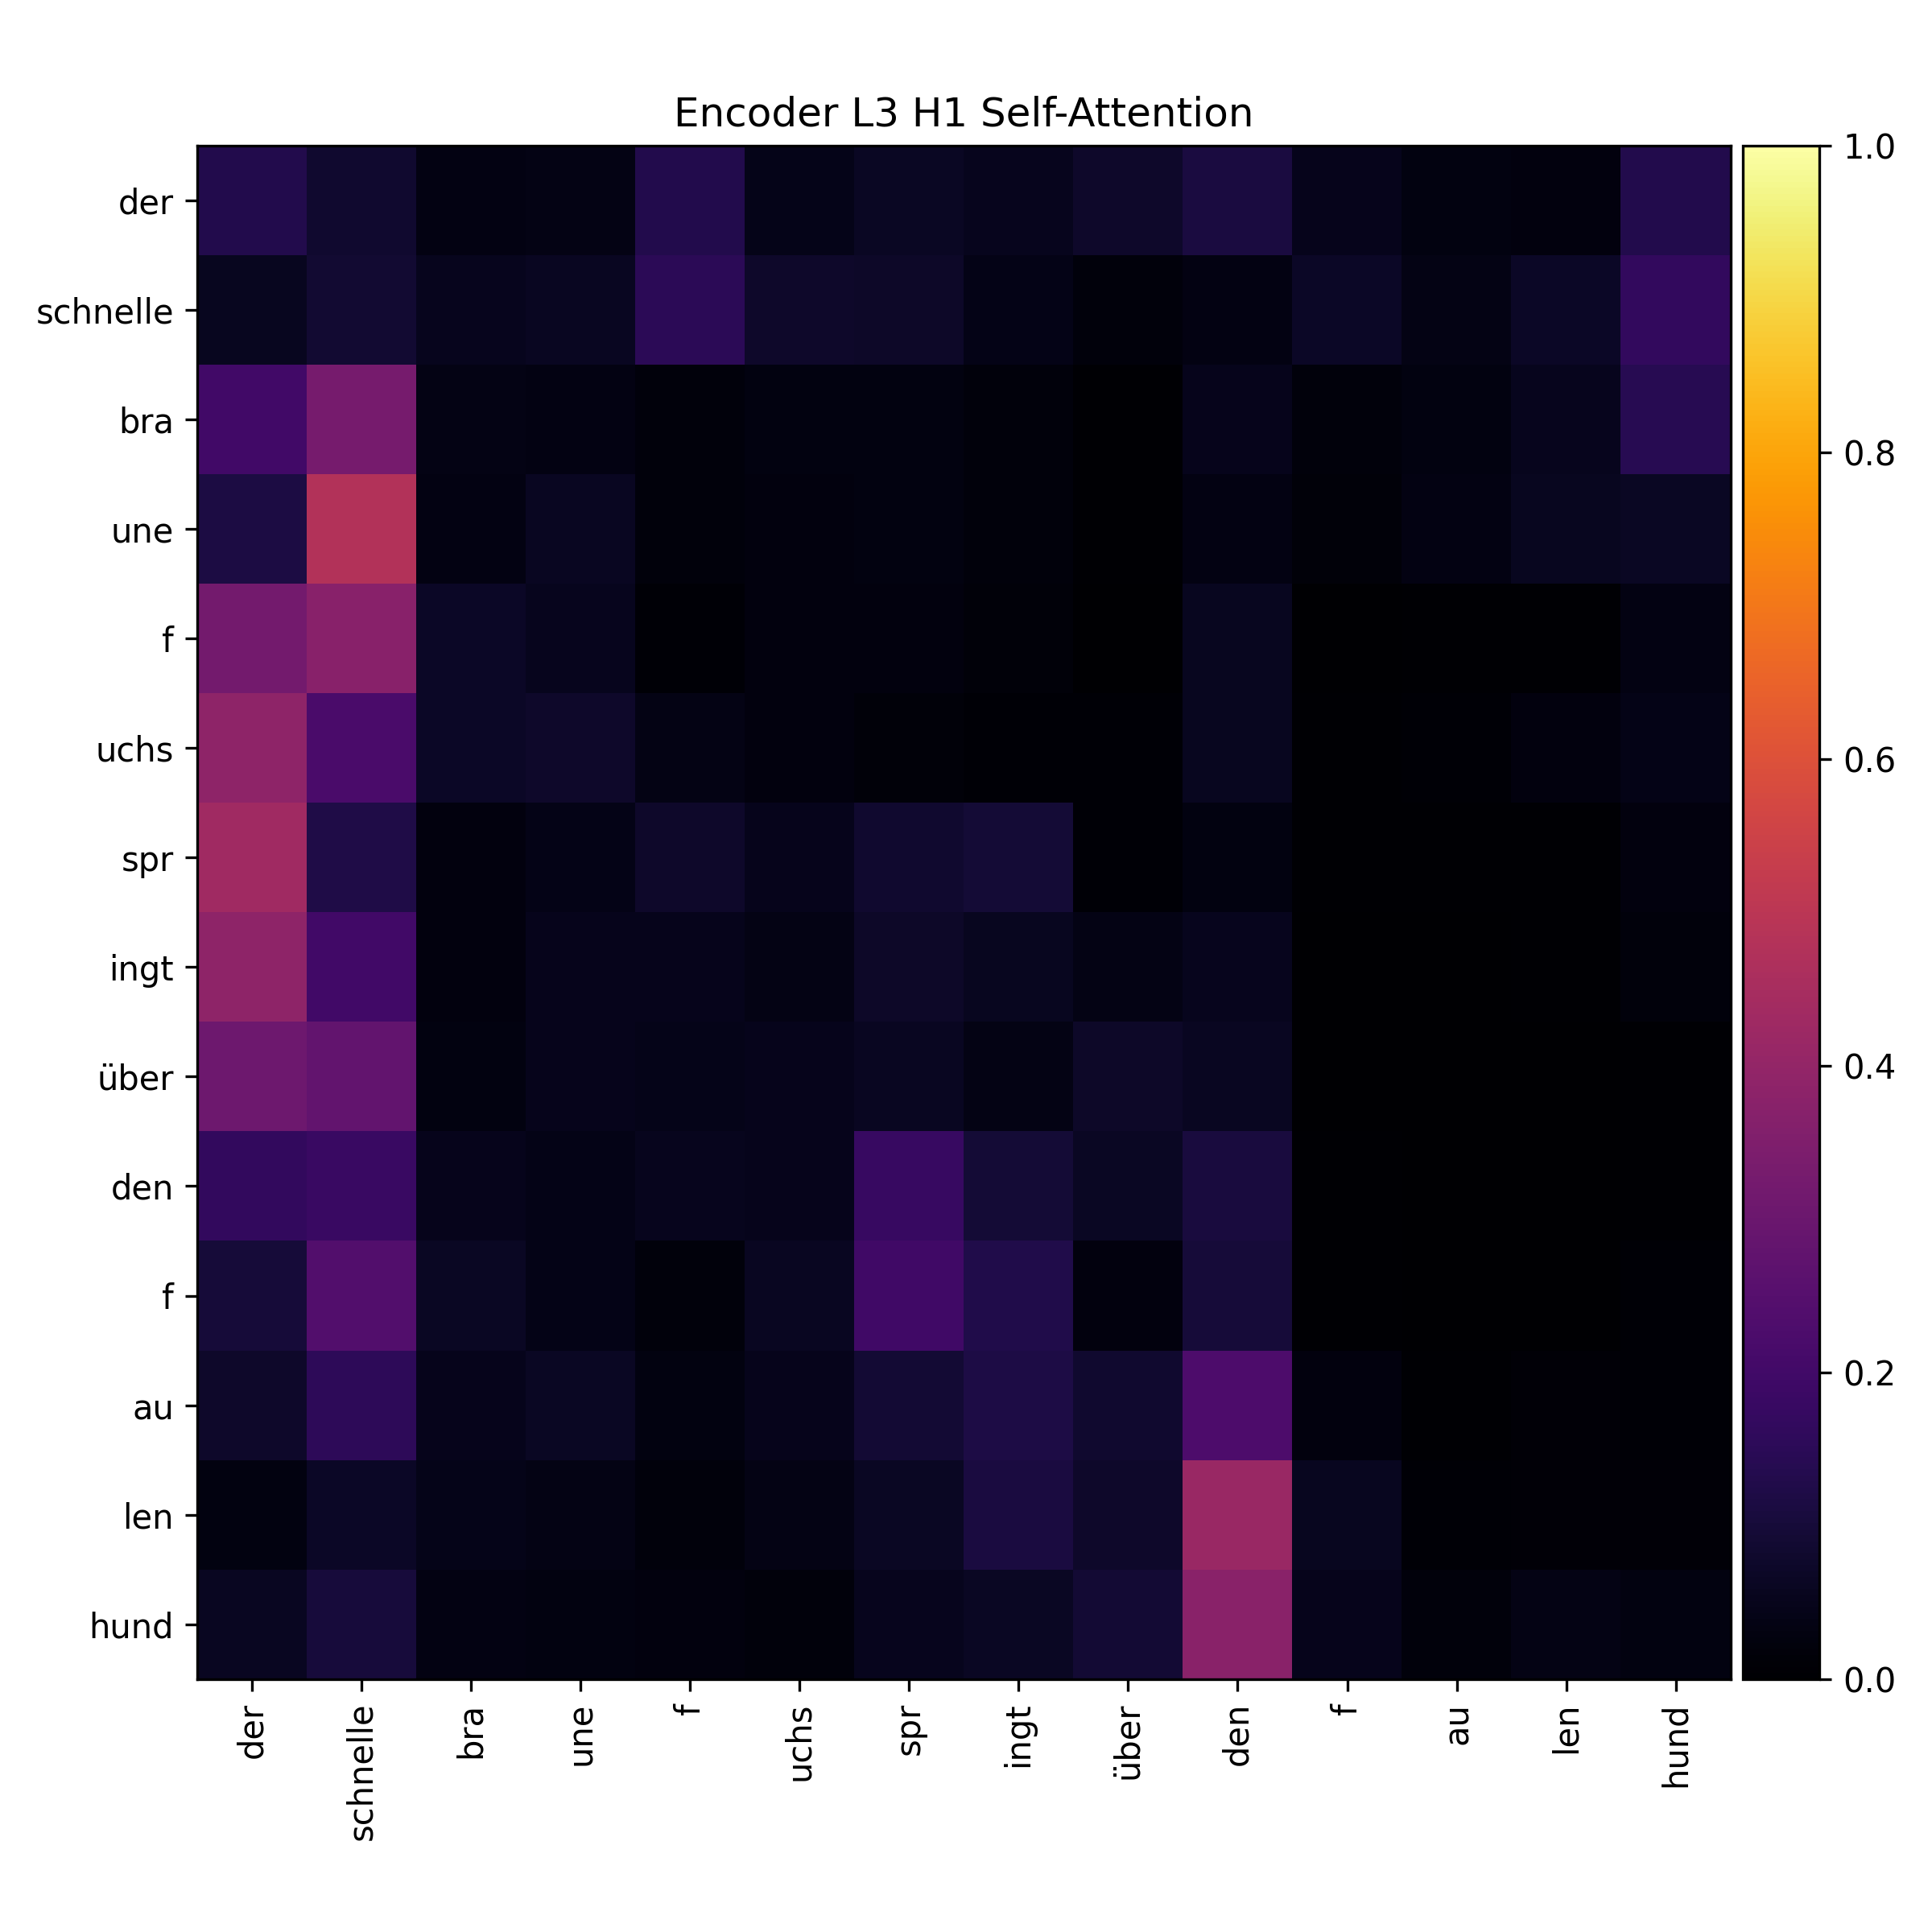 Encoder L3 H1 Self-Attention
der
schnelle
bra
une
f
uchs
spr
ingt
über
den
f
au
len
hund
der
schnelle
bra
une
f
uchs
spr
ingt
über
den
f
au
len
hund
1.0
0.8
0.6
0.4
0.2
0.0